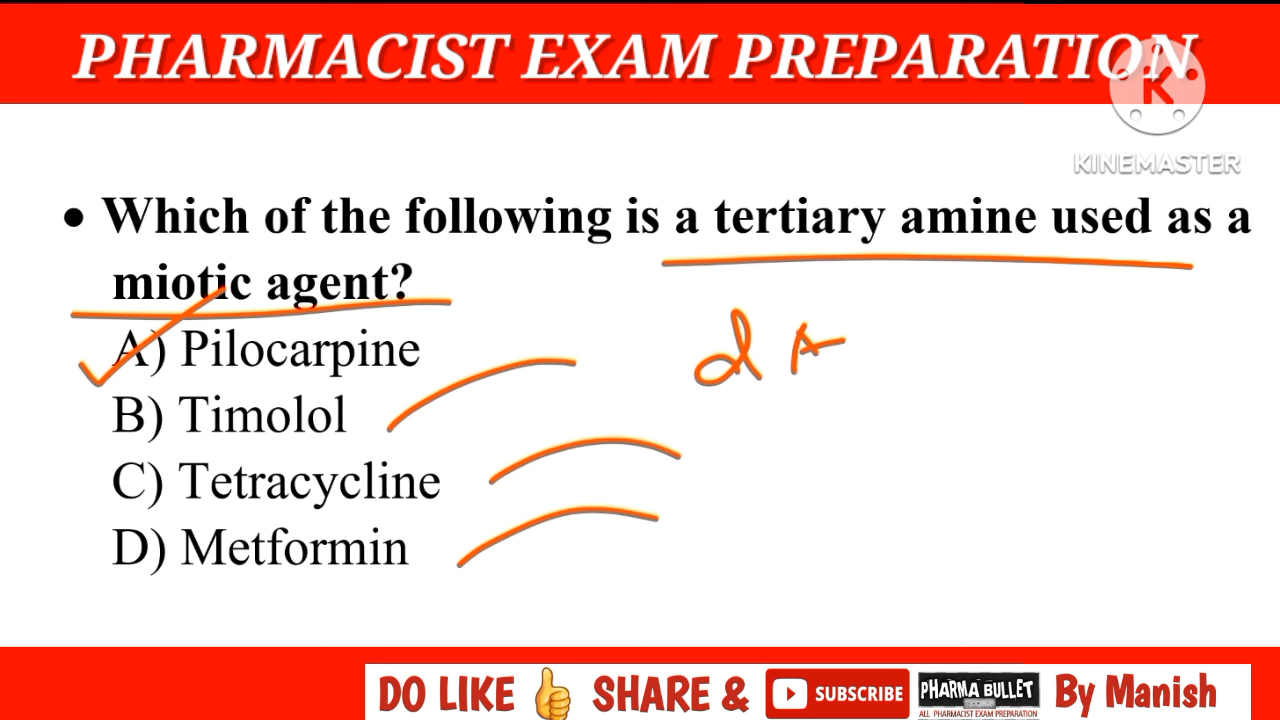 PHARMACIST EXAM PREPARATION
KINEMASTER
• Which of the following is a tertiary amine used as a
miotic agent?
A) Pilocarpine
B) Timolol
C) Tetracycline
D) Metformin
DO LIKE SHARE & SUBSCRIBE PHARMA BULLET By Manish
ALL PHARMACIST EXAM PREPARATION